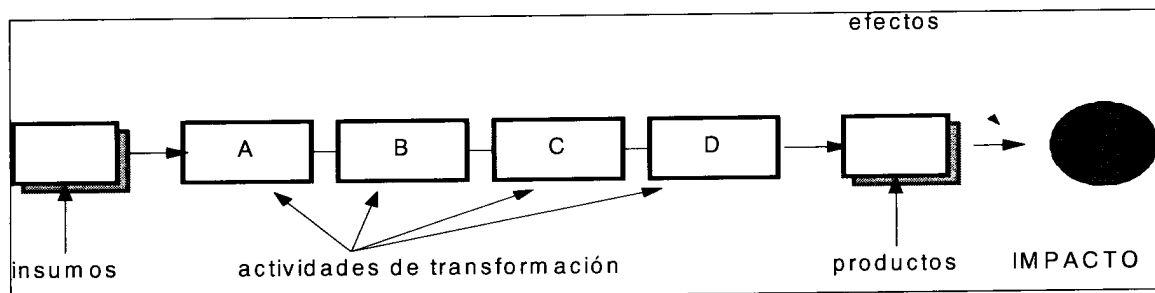 efectos
A B C D
insumos actividades de transformación productos IMPACTO